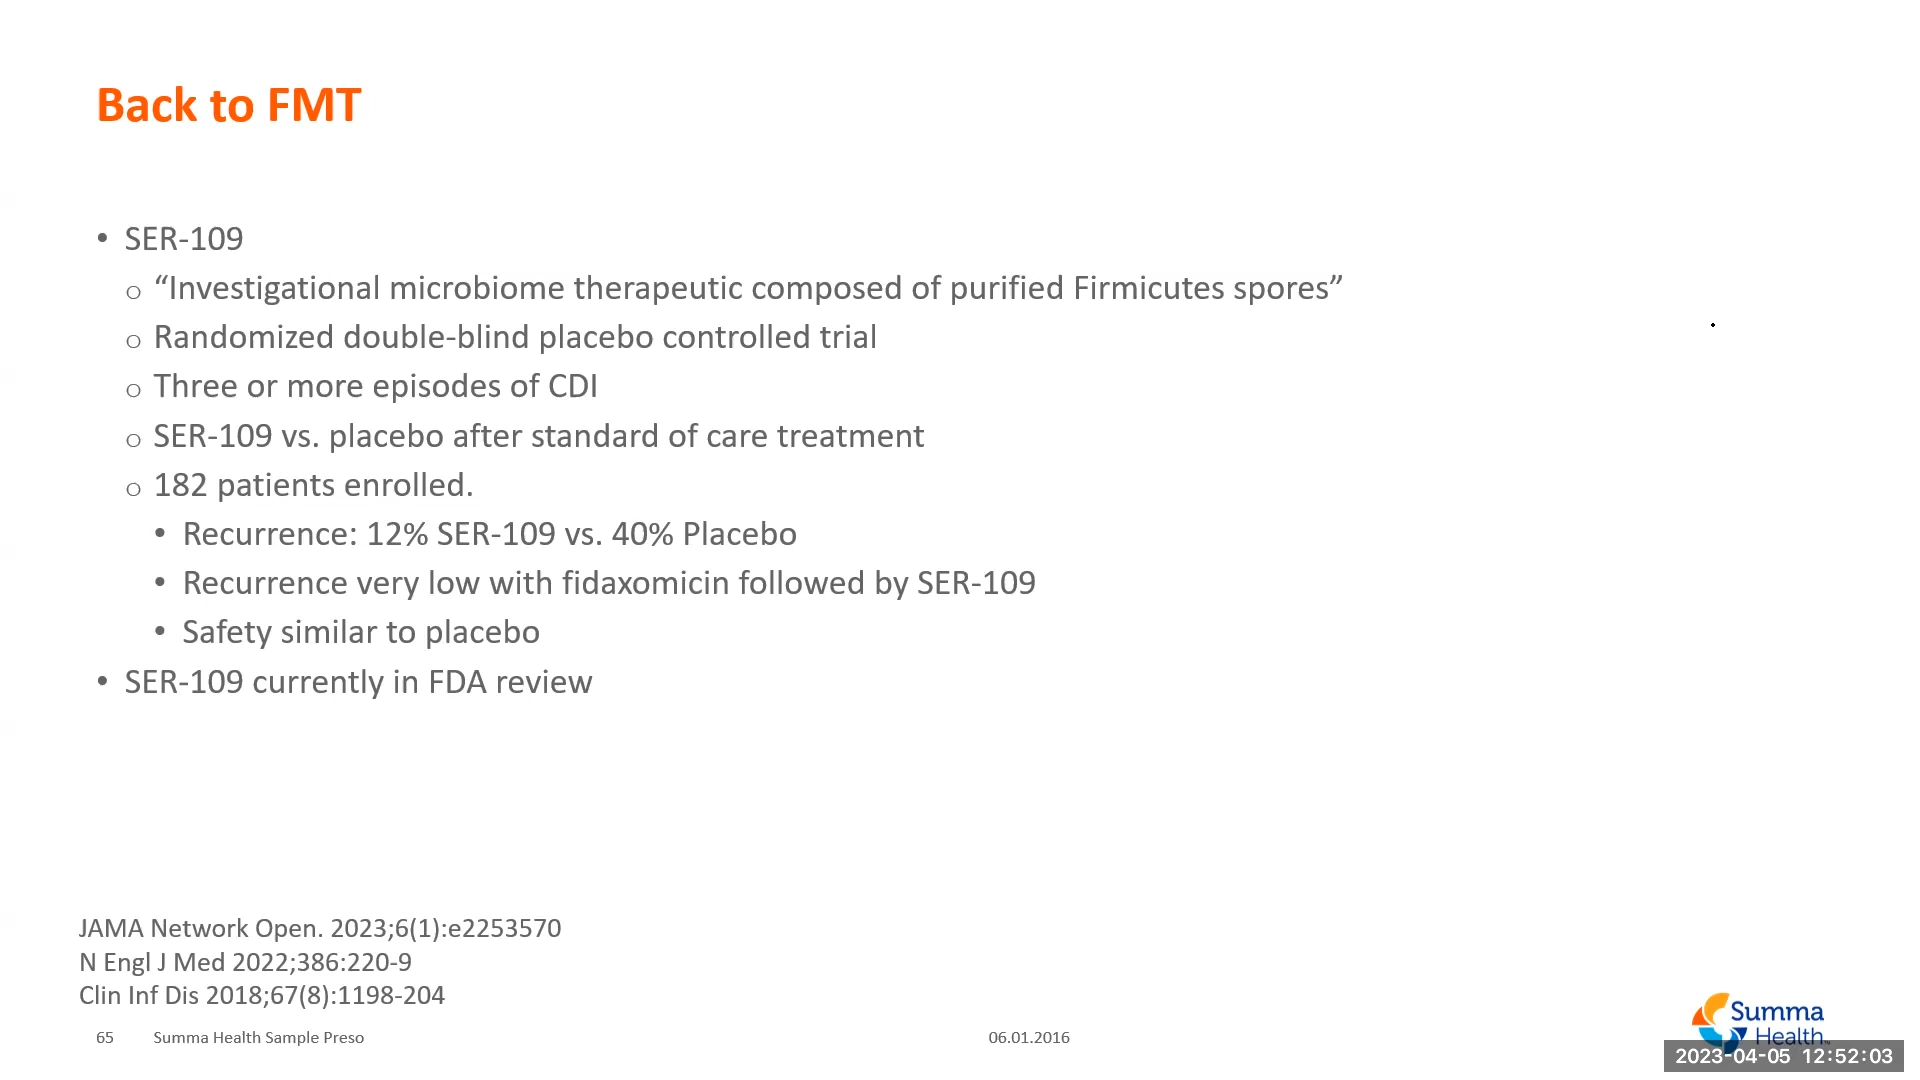 Back to FMT
• SER-109
o “Investigational microbiome therapeutic composed of purified Firmicutes spores”
o Randomized double-blind placebo controlled trial
o Three or more episodes of CDI
o SER-109 vs. placebo after standard of care treatment
o 182 patients enrolled.
• Recurrence: 12% SER-109 vs. 40% Placebo
• Recurrence very low with fidaxomicin followed by SER-109
• Safety similar to placebo
• SER-109 currently in FDA review
JAMA Network Open. 2023;6(1):e2253570
N Engl J Med 2022;386:220-9
Clin Inf Dis 2018;67(8):1198-204
65 Summa Health Sample Preso 06.01.2016
Summa
Health
2023-04-05 12:52:03